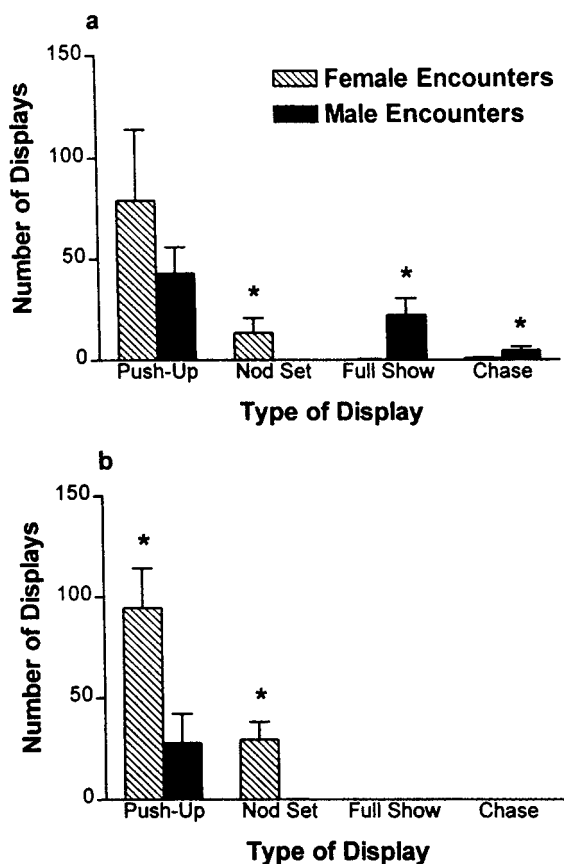 a
150
Female Encounters
Male Encounters
100
50
0
Number of Displays
*
*
*
Push-Up Nod Set Full Show Chase
Type of Display
b
150
100
50
0
Number of Displays
*
*
Push-Up Nod Set Full Show Chase
Type of Display